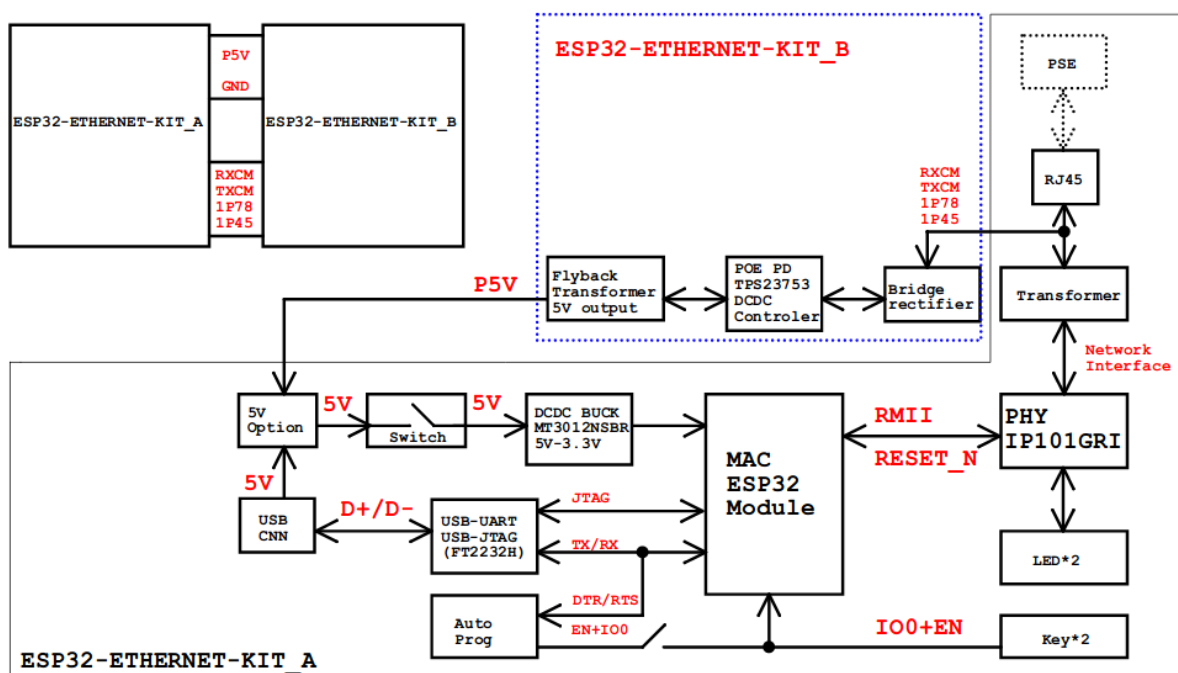 P5V
GND
ESP32-ETHERNET-KIT_A
ESP32-ETHERNET-KIT_B
RXCM
TXCM
1P78
1P45
ESP32-ETHERNET-KIT_B
PSE
RJ45
RXCM
TXCM
1P78
1P45
P5V
Flyback
Transformer
5V output
POE PD
TPS23753
DCDC
Controler
Bridge
rectifier
Transformer
Network
Interface
5V
Option
5V
Switch
5V
DCDC BUCK
MT3012NSBR
5V-3.3V
MAC
ESP32
Module
RMII
RESET_N
PHY
IP101GRI
5V
USB
CNN
D+/D-
USB-UART
USB-JTAG
(FT2232H)
JTAG
TX/RX
LED*2
DTR/RTS
Auto
Prog
EN+IO0
IO0+EN
Key*2
ESP32-ETHERNET-KIT_A